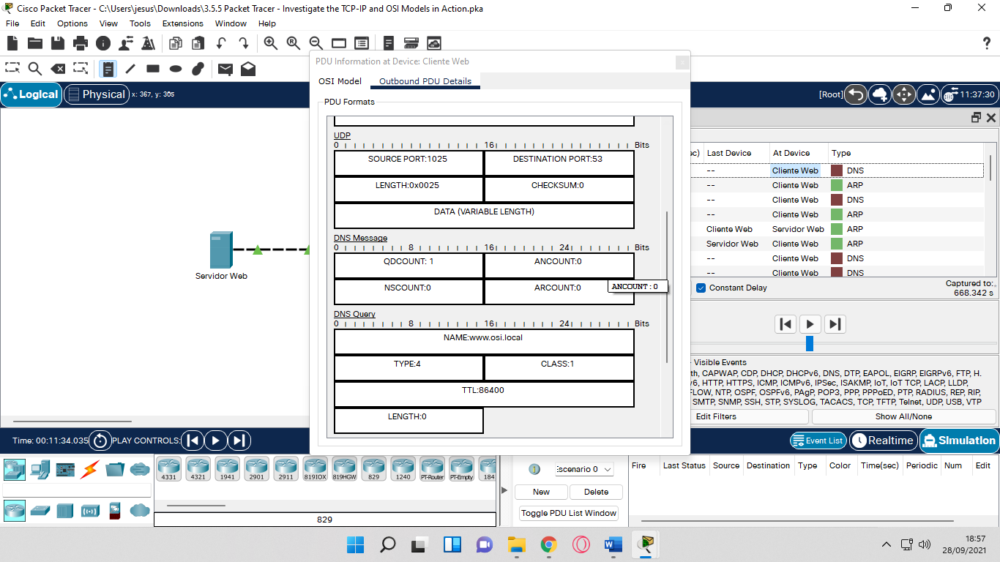 Cisco Packet Tracer - C:\Users\jesus\Downloads\3.5.5 Packet Tracer - Investigate the TCP-IP and OSI Models in Action.pka
File Edit Options View Tools Extensions Window Help
Logical Physical x: 367, y: 305
[Root] 11:37:30
PDU Information at Device: Cliente Web
OSI Model Outbound PDU Details
PDU Formats
UDP
0 16 Bits
SOURCE PORT:1025 DESTINATION PORT:53
LENGTH:0x0025 CHECKSUM:0
DATA (VARIABLE LENGTH)
DNS Message
0 8 16 24 Bits
QDCOUNT: 1 ANCOUNT:0
NSCOUNT:0 ARCOUNT:0
ANCOUNT:0
DNS Query
0 8 16 24 Bits
NAME:www.osi.local
TYPE:4 CLASS:1
TTL:86400
LENGTH:0
Servidor Web
ec) Last Device At Device Type
-- Cliente Web DNS
-- Cliente Web ARP
-- Cliente Web DNS
-- Cliente Web ARP
Cliente Web Servidor Web ARP
Servidor Web Cliente Web ARP
-- Cliente Web DNS
-- Cliente Web DNS
Constant Delay
Captured to:
668.342 s
- Visible Events
th, CAPWAP, CDP, DHCP, DHCPv6, DNS, DTP, EAPOL, EIGRP, EIGRPv6, FTP, H.
v6, HTTP, HTTPS, ICMP, ICMPv6, IPSec, ISAKMP, IoT, IoT TCP, LACP, LLDP,
FLOW, NTP, OSPF, OSPFv6, PAgP, POP3, PPP, PPPoED, PTP, RADIUS, REP, RIP,
SMTP, SNMP, SSH, STP, SYSLOG, TACACS, TCP, TFTP, Telnet, UDP, USB, VTP
Edit Filters Show All/None
Time: 00:11:34.035 PLAY CONTROLS:
Event List Realtime Simulation
4331 4321 1941 2901 2911 819IOX 819HGW 829 1240 PT-Router PT-Empty 184
829
Escenario 0
New Delete
Toggle PDU List Window
Fire Last Status Source Destination Type Color Time(sec) Periodic Num Edit
18:57
28/09/2021